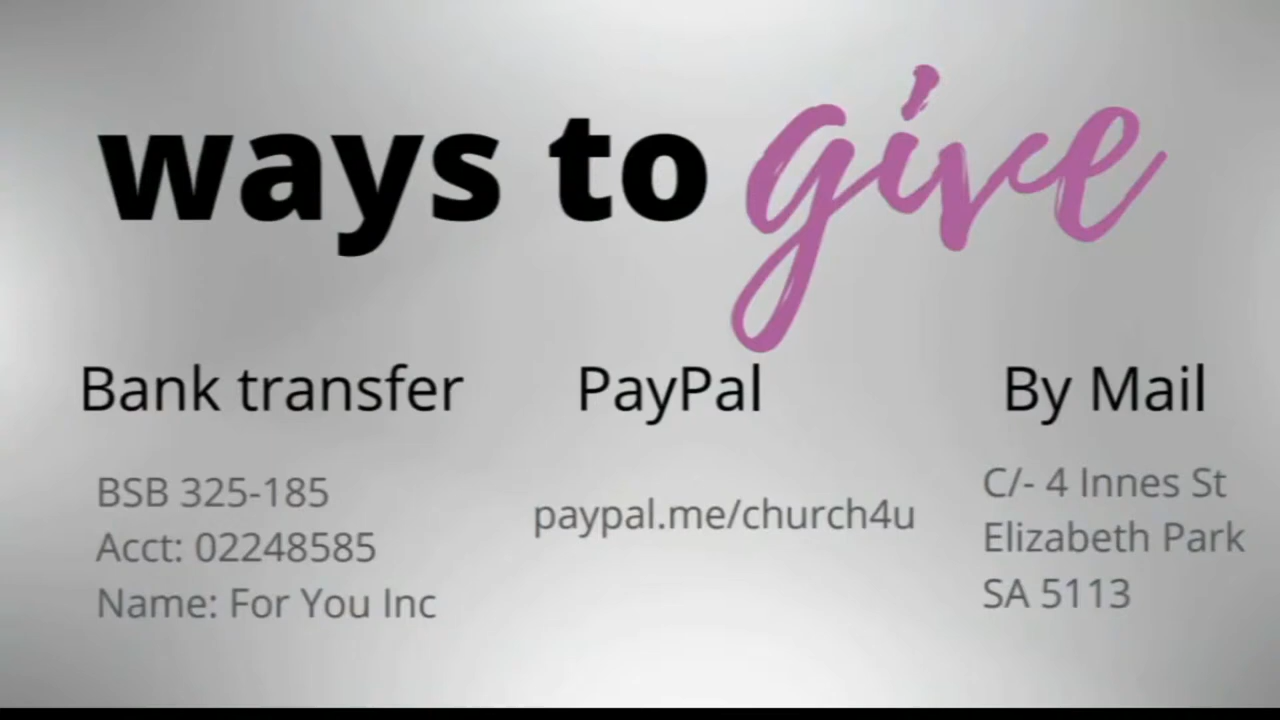 ways to give
Bank transfer
BSB 325-185
Acct: 02248585
Name: For You Inc
PayPal
paypal.me/church4u
By Mail
C/- 4 Innes St
Elizabeth Park
SA 5113